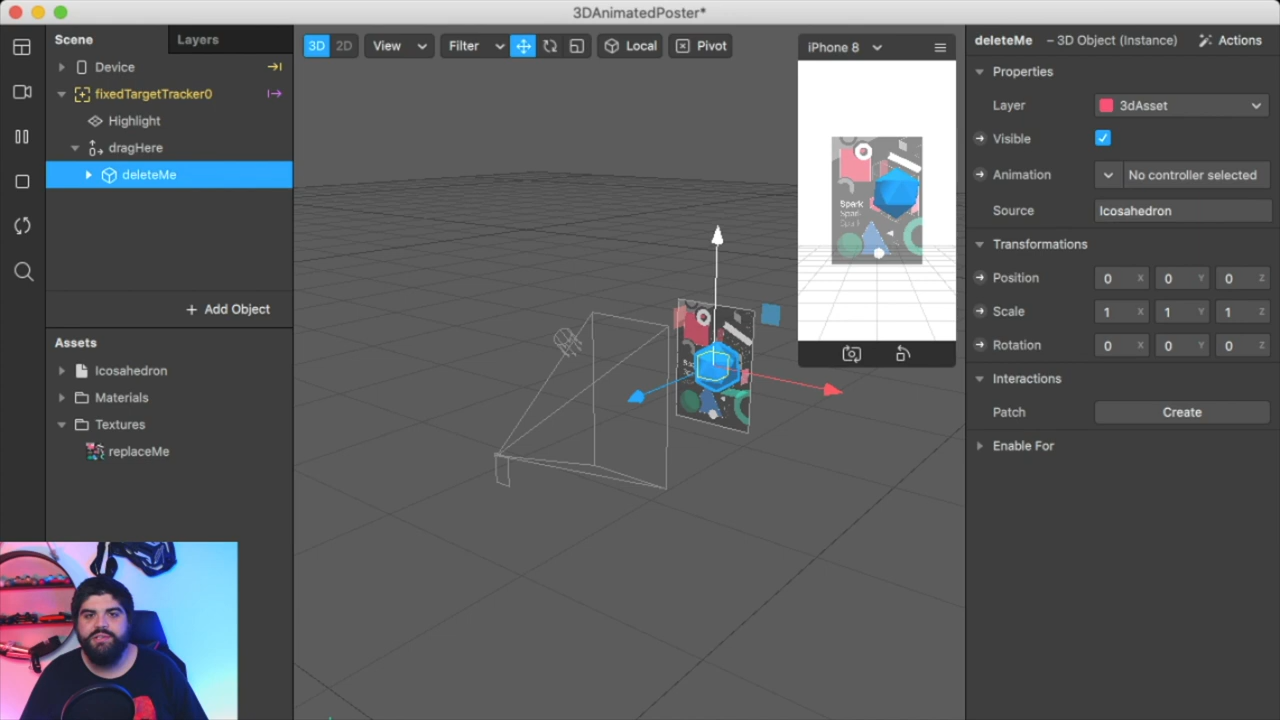 3DAnimatedPoster*
Scene
Layers
Device
fixedTargetTracker0
Highlight
dragHere
deleteMe
+ Add Object
Assets
Icosahedron
Materials
Textures
replaceMe
3D 2D View Filter Local Pivot
iPhone 8
Spark
deleteMe – 3D Object (Instance) Actions
Properties
Layer 3dAsset
Visible
Animation No controller selected
Source Icosahedron
Transformations
Position 0 X 0 Y 0 Z
Scale 1 X 1 Y 1 Z
Rotation 0 X 0 Y 0 Z
Interactions
Patch Create
Enable For